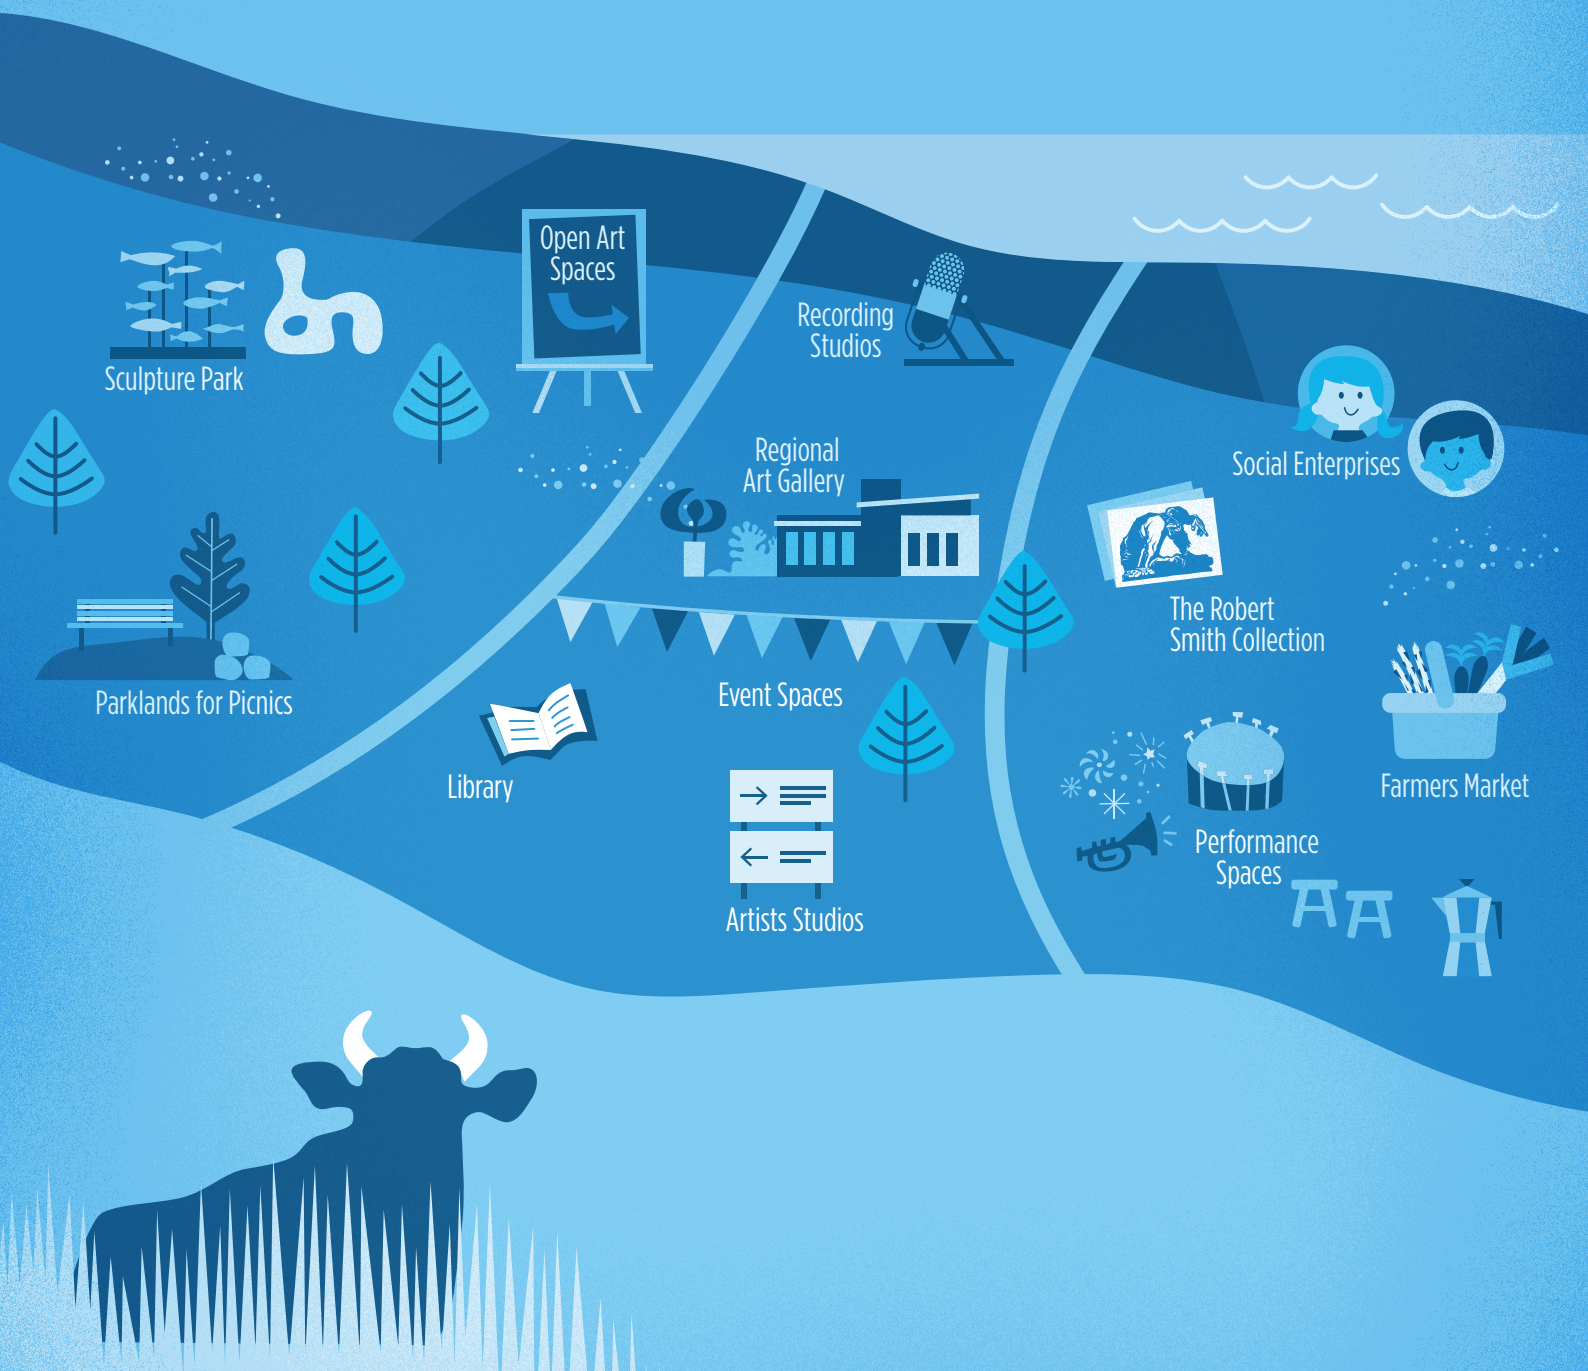 Open Art
Spaces
Recording
Studios
Sculpture Park
Regional
Art Gallery
Social Enterprises
The Robert
Smith Collection
Parklands for Picnics
Event Spaces
Library
Farmers Market
Performance
Spaces
Artists Studios